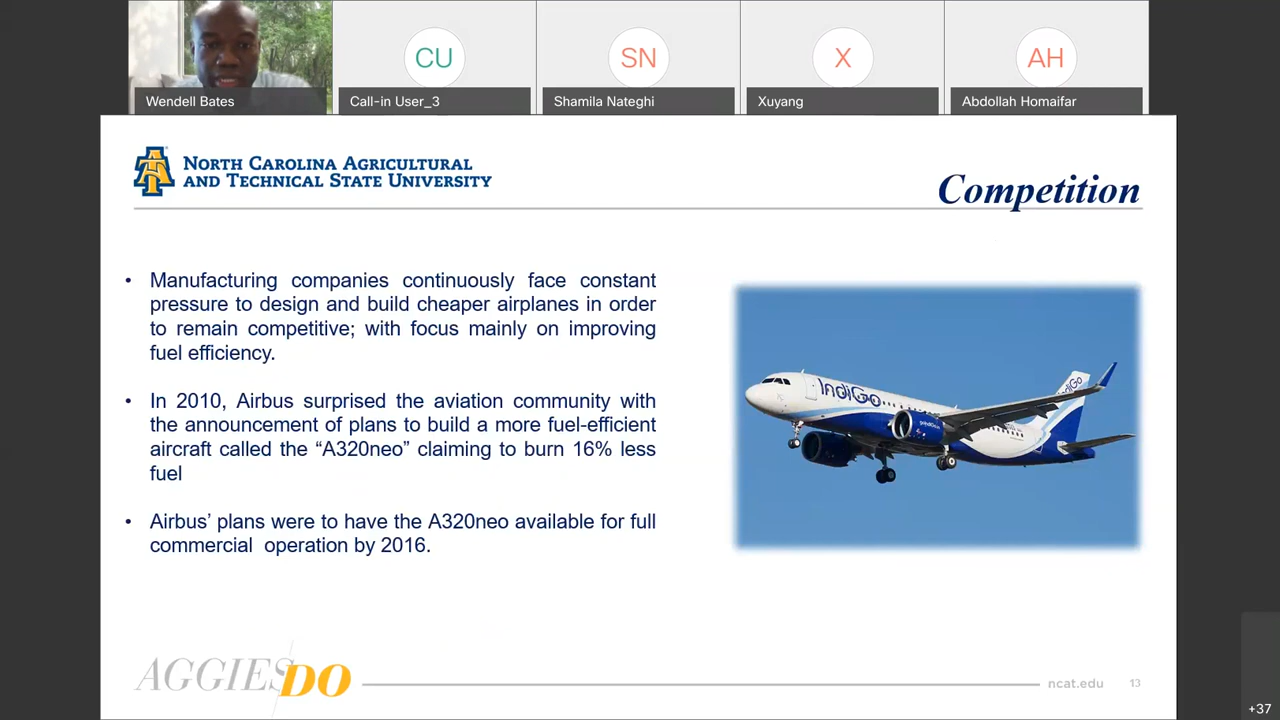 CU
SN
X
AH
Wendell Bates
Call-in User_3
Shamila Nateghi
Xuyang
Abdollah Homaifar
NORTH CAROLINA AGRICULTURAL
AND TECHNICAL STATE UNIVERSITY
Competition
• Manufacturing companies continuously face constant
pressure to design and build cheaper airplanes in order
to remain competitive; with focus mainly on improving
fuel efficiency.
• In 2010, Airbus surprised the aviation community with
the announcement of plans to build a more fuel-efficient
aircraft called the “A320neo” claiming to burn 16% less
fuel
• Airbus’ plans were to have the A320neo available for full
commercial operation by 2016.
IndiGo
IndiGo
AGGIES DO
ncat.edu
13
+37